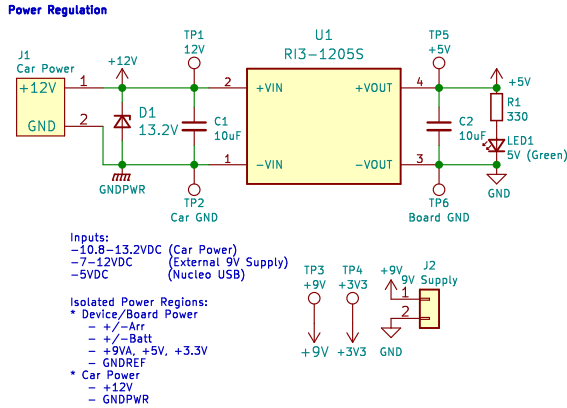 Power Regulation
TP1
12V
U1
RI3-1205S
TP5
+5V
J1
Car Power
+12V
+12V
1
GND
2
D1
13.2V
C1
10uF
2
+VIN
+VOUT
4
1
-VIN
-VOUT
3
C2
10uF
+5V
R1
330
LED1
5V (Green)
GNDPWR
TP2
Car GND
TP6
Board GND
GND
Inputs:
-10.8-13.2VDC (Car Power)
-7-12VDC (External 9V Supply)
-5VDC (Nucleo USB)
Isolated Power Regions:
* Device/Board Power
- +/-Arr
- +/-Batt
- +9VA, +5V, +3.3V
- GNDREF
* Car Power
- +12V
- GNDPWR
TP3
+9V
+9V
TP4
+3V3
+3V3
+9V
J2
9V Supply
1
2
GND